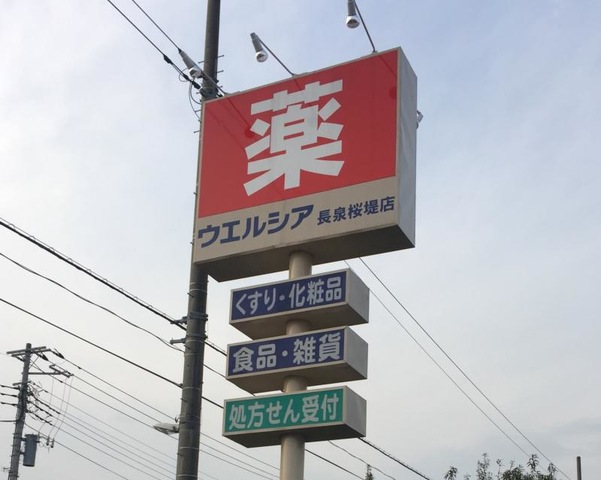 薬
ウエルシア 長泉桜堤店
くすり・化粧品
食品・雑貨
処方せん受付